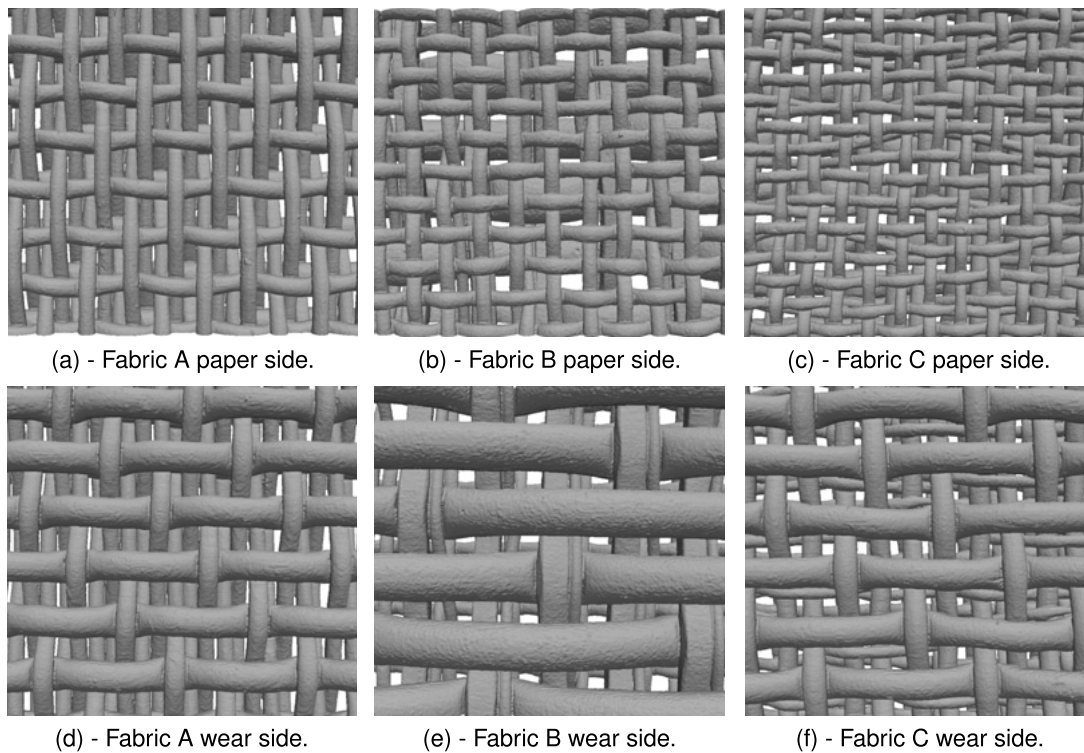 (a) - Fabric A paper side.
(b) - Fabric B paper side.
(c) - Fabric C paper side.
(d) - Fabric A wear side.
(e) - Fabric B wear side.
(f) - Fabric C wear side.